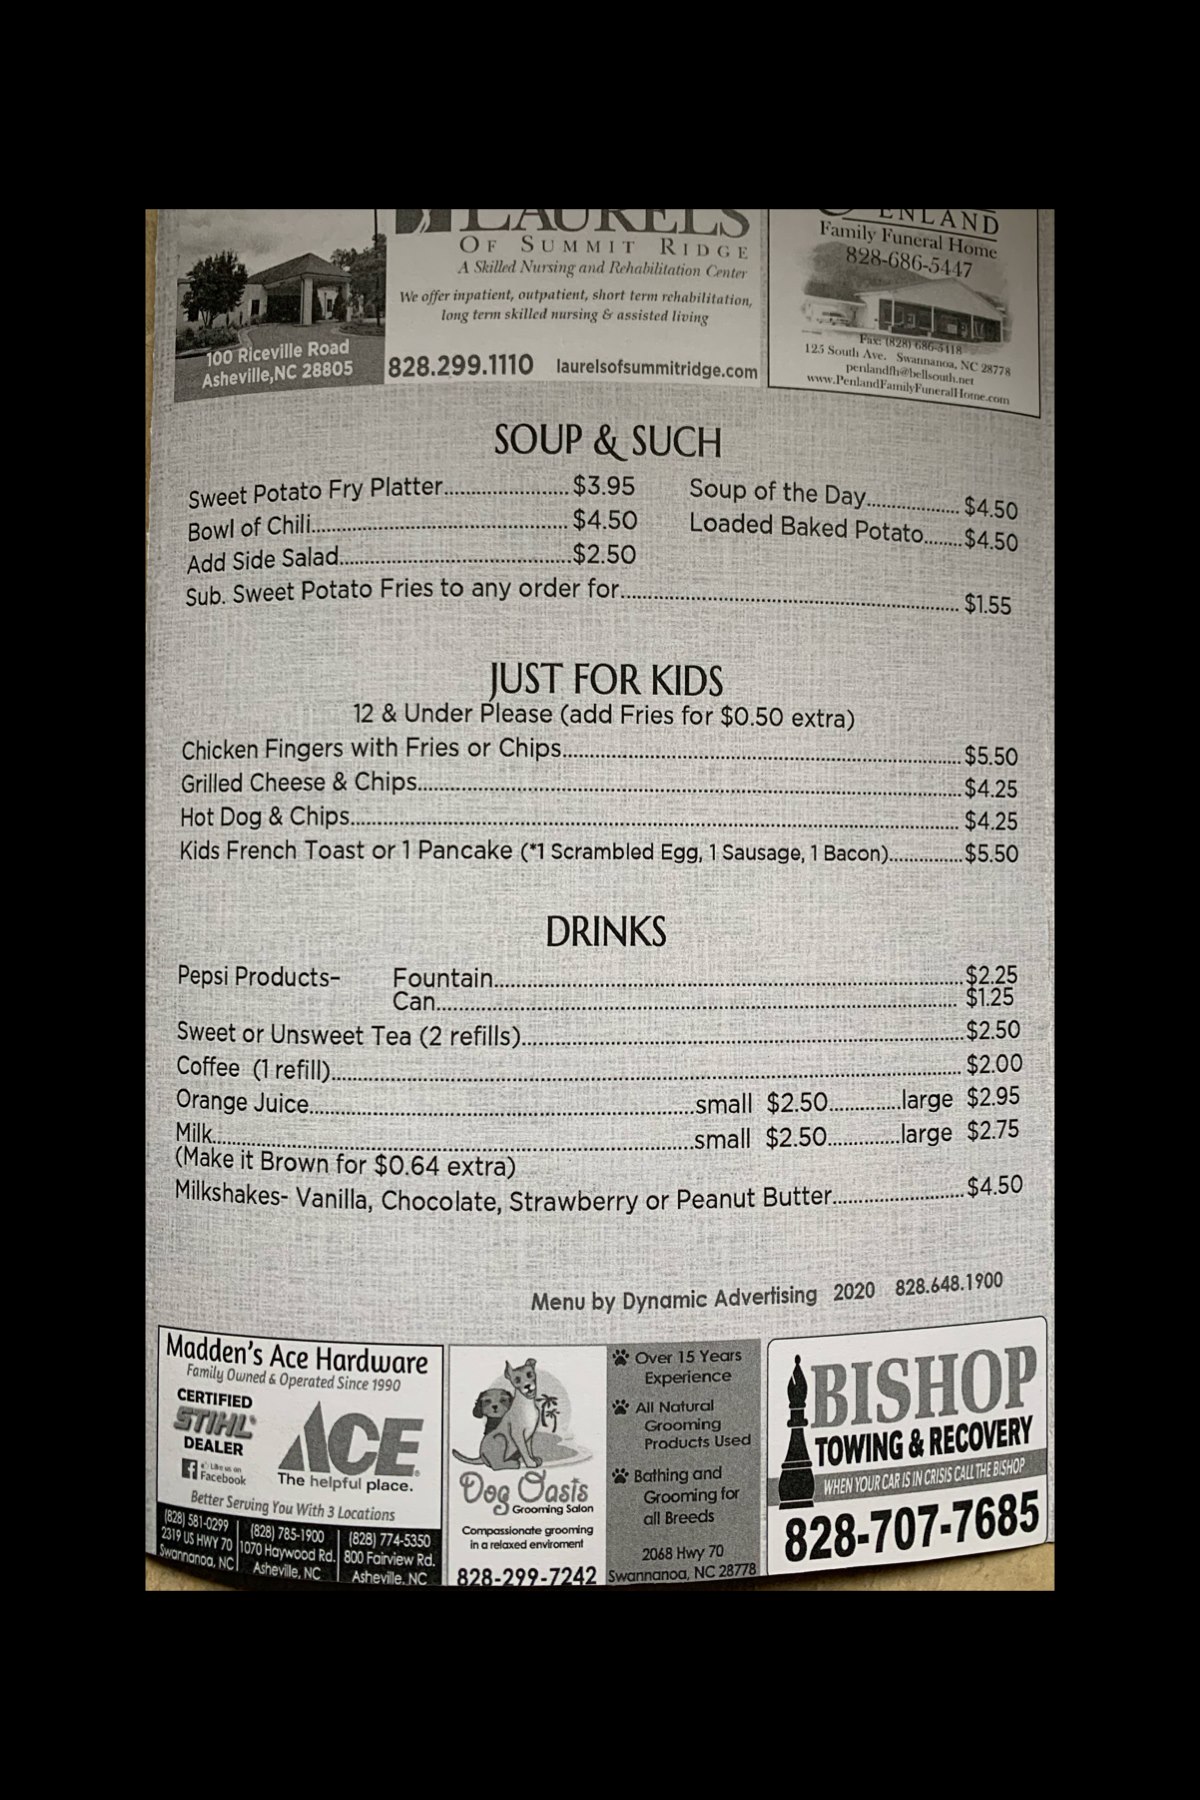 LAURELS
OF SUMMIT RIDGE
A Skilled Nursing and Rehabilitation Center
We offer inpatient, outpatient, short term rehabilitation,
long term skilled nursing & assisted living
828.299.1110 laurelsofsummitridge.com
100 Riceville Road
Asheville,NC 28805
PENLAND
Family Funeral Home
828-686-5447
Fax: (828) 686-5418
125 South Ave. Swannanoa, NC 28778
penlandfh@bellsouth.net
www.PenlandFamilyFuneralHome.com
SOUP & SUCH
Sweet Potato Fry Platter......................$3.95
Bowl of Chili.............................................$4.50
Add Side Salad........................................$2.50
Soup of the Day.................$4.50
Loaded Baked Potato.......$4.50
Sub. Sweet Potato Fries to any order for..........................................................$1.55
JUST FOR KIDS
12 & Under Please (add Fries for $0.50 extra)
Chicken Fingers with Fries or Chips.....................................................................$5.50
Grilled Cheese & Chips..........................................................................................$4.25
Hot Dog & Chips.....................................................................................................$4.25
Kids French Toast or 1 Pancake (*1 Scrambled Egg, 1 Sausage, 1 Bacon).............$5.50
DRINKS
Pepsi Products- Fountain..................................................................................$2.25
Can...........................................................................................$1.25
Sweet or Unsweet Tea (2 refills)............................................................................$2.50
Coffee (1 refill)..........................................................................................................$2.00
Orange Juice...................................................................small $2.50.............large $2.95
Milk....................................................................................small $2.50.............large $2.75
(Make it Brown for $0.64 extra)
Milkshakes- Vanilla, Chocolate, Strawberry or Peanut Butter.......................$4.50
Menu by Dynamic Advertising 2020 828.648.1900
Madden's Ace Hardware
Family Owned & Operated Since 1990
CERTIFIED
STIHL
DEALER
Like us on
Facebook
ACE
The helpful place.
Better Serving You With 3 Locations
(828) 581-0299
2319 US HWY 70
Swannanoa, NC
(828) 785-1900
1070 Haywood Rd.
Asheville, NC
(828) 774-5350
800 Fairview Rd.
Asheville, NC
Dog Oasis
Grooming Salon
Compassionate grooming
in a relaxed enviroment
828-299-7242
Over 15 Years
Experience
All Natural
Grooming
Products Used
Bathing and
Grooming for
all Breeds
2068 Hwy 70
Swannanoa, NC 28778
BISHOP
TOWING & RECOVERY
WHEN YOUR CAR IS IN CRISIS CALL THE BISHOP
828-707-7685